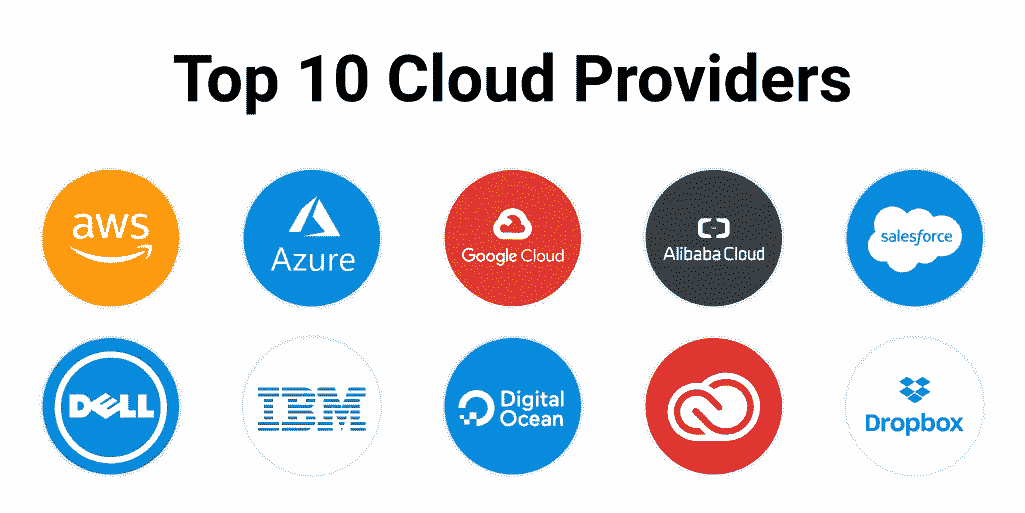 Top 10 Cloud Providers
aws
Azure
Google Cloud
Alibaba Cloud
salesforce
DELL
IBM
Digital
Ocean
Dropbox